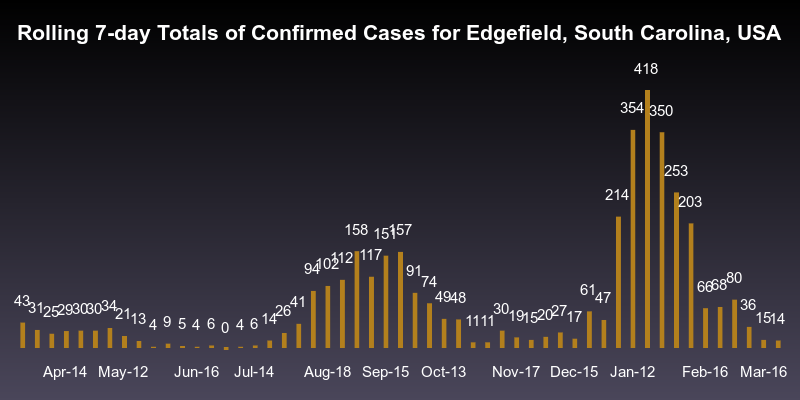 Rolling 7-day Totals of Confirmed Cases for Edgefield, South Carolina, USA
43 31 25 29 30 30 34 21 13 4 9 5 4 6 0 4 6 14 26 41 94 102 112 158 117 151 157 91 74 49 48 11 11 30 19 15 20 27 17 61 47 214 354 418 350 253 203 66 68 80 36 15 14
Apr-14 May-12 Jun-16 Jul-14 Aug-18 Sep-15 Oct-13 Nov-17 Dec-15 Jan-12 Feb-16 Mar-16